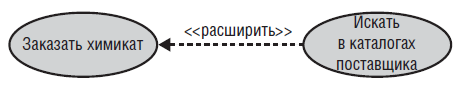 Заказать химикат
<<расширить>>
Искать
в каталогах
поставщика